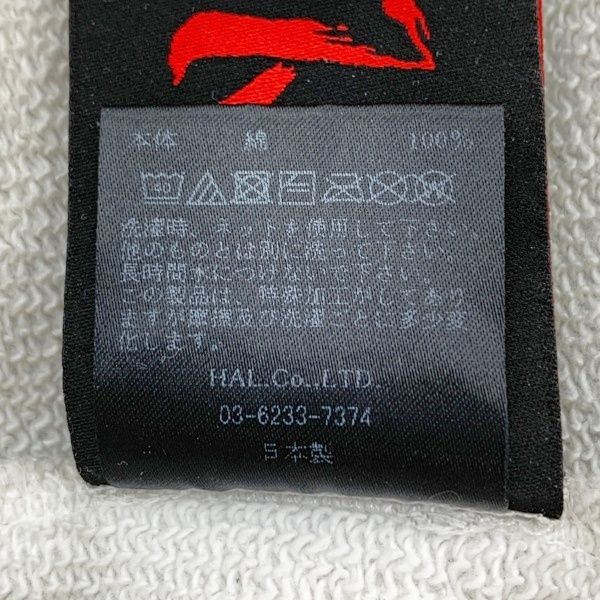 本体 綿 100%
40
洗濯時、ネットを使用して下さい。
他のものとは別に洗って下さい。
長時間水につけないで下さい。
この製品は、特殊加工がしてあり
ますが摩擦及び洗濯ごとに多少変
化します。
HAL.Co.,LTD.
03-6233-7374
日本製